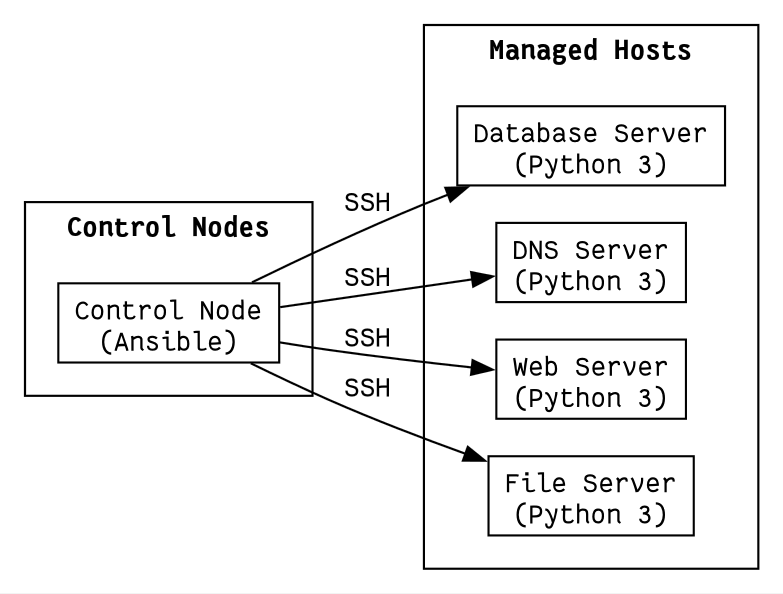 Managed Hosts
Database Server
(Python 3)
SSH
Control Nodes
DNS Server
(Python 3)
SSH
Control Node
(Ansible)
SSH
Web Server
(Python 3)
SSH
File Server
(Python 3)